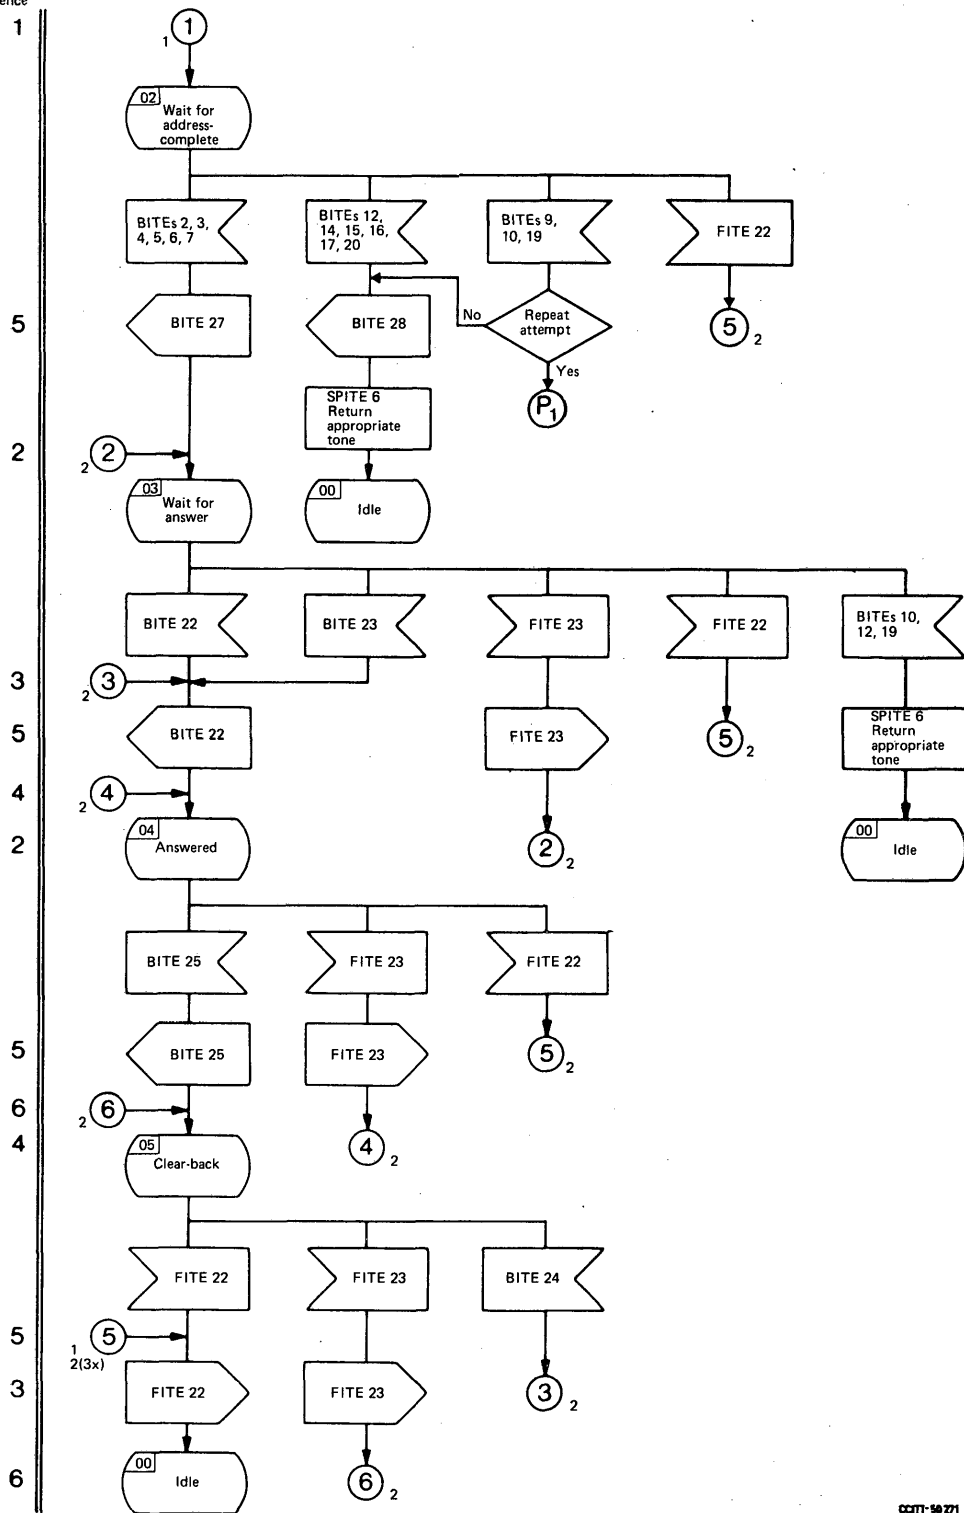 ence
1
1
1
02
Wait for
address-
complete
BITEs 2, 3,
4, 5, 6, 7
BITEs 12,
14, 15, 16,
17, 20
BITEs 9,
10, 19
FITE 22
5
BITE 27
BITE 28
No
Repeat
attempt
5
2
Yes
SPITE 6
Return
appropriate
tone
P1
2
2
2
03
Wait for
answer
00
Idle
BITE 22
BITE 23
FITE 23
FITE 22
BITEs 10,
12, 19
3
2
3
5
BITE 22
FITE 23
5
2
SPITE 6
Return
appropriate
tone
4
2
4
2
04
Answered
2
2
00
Idle
BITE 25
FITE 23
FITE 22
5
BITE 25
FITE 23
5
2
6
2
6
4
05
Clear-back
4
2
FITE 22
FITE 23
BITE 24
5
1
2(3x)
5
3
FITE 22
FITE 23
3
2
6
00
Idle
6
2
CCITT-50271